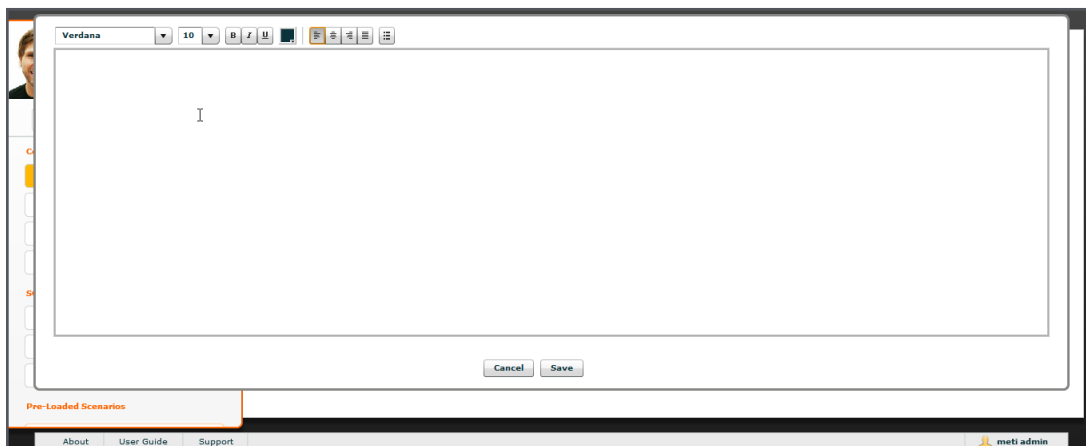 Verdana 10 B I U
C
S
Cancel Save
Pre-Loaded Scenarios
About User Guide Support meti admin